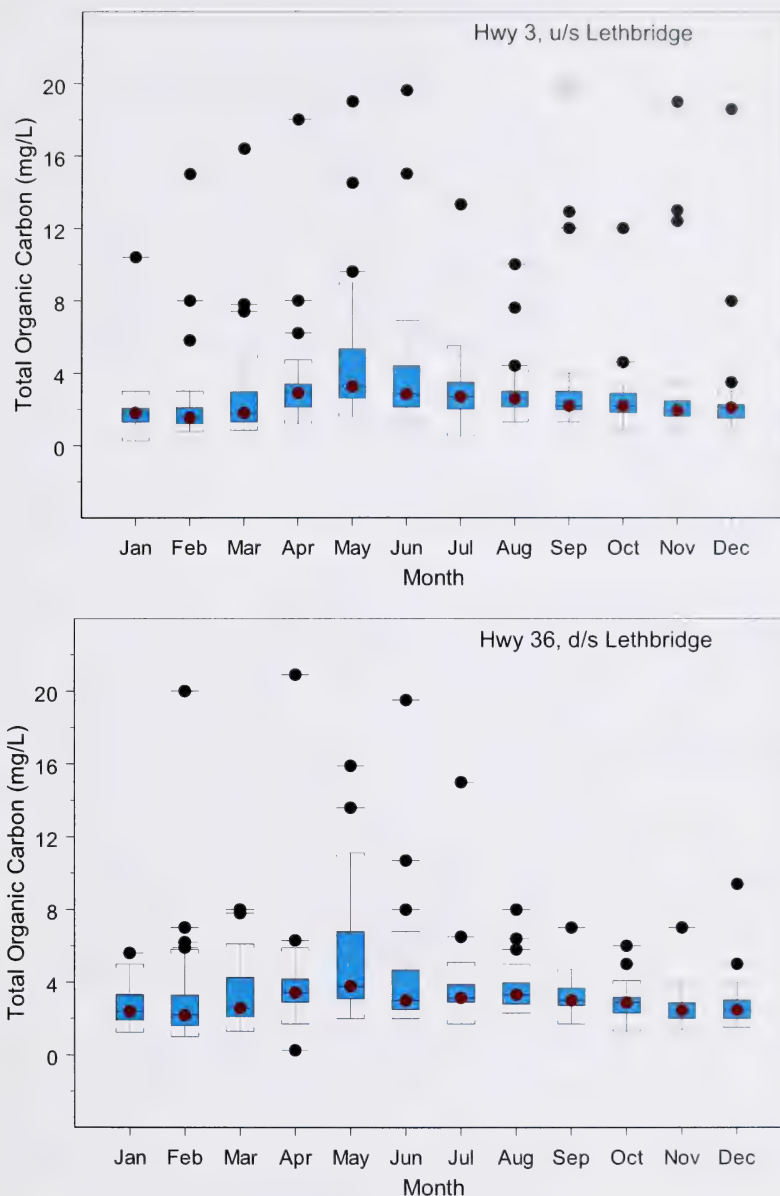 Hwy 3, u/s Lethbridge
Total Organic Carbon (mg/L)
20
16
12
8
4
0
Jan Feb Mar Apr May Jun Jul Aug Sep Oct Nov Dec
Month
Hwy 36, d/s Lethbridge
Total Organic Carbon (mg/L)
20
16
12
8
4
0
Jan Feb Mar Apr May Jun Jul Aug Sep Oct Nov Dec
Month